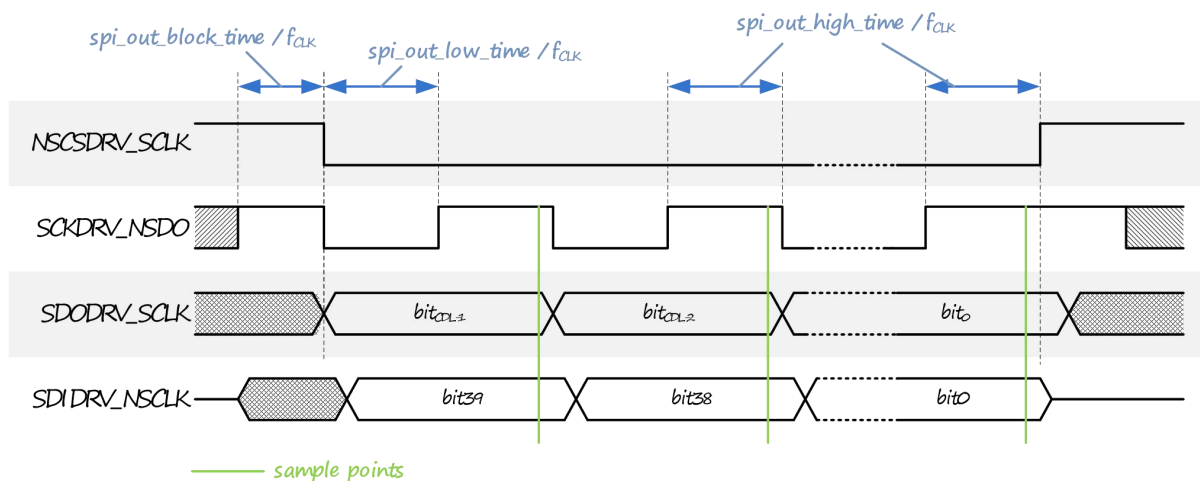 spi_out_block_time / fCLK
spi_out_low_time / fCLK
spi_out_high_time / fCLK
NSCSDRV_SCLK
SCKDRV_NSDO
SDODRV_SCLK
bitCDL-1
bitCDL-2
bit0
SDIDRV_NSCLK
bit39
bit38
bit0
sample points